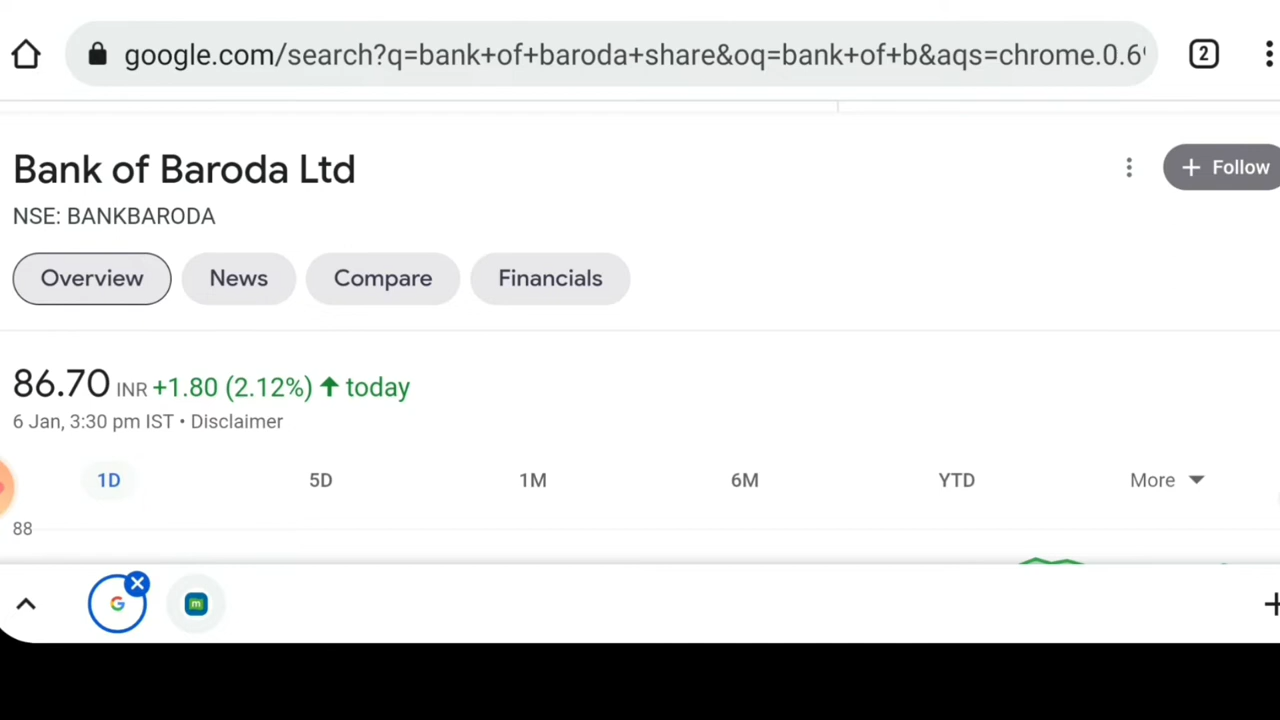 google.com/search?q=bank+of+baroda+share&oq=bank+of+b&aqs=chrome.0.6
2
Bank of Baroda Ltd
+ Follow
NSE: BANKBARODA
Overview News Compare Financials
86.70 INR +1.80 (2.12%) ↑ today
6 Jan, 3:30 pm IST • Disclaimer
1D 5D 1M 6M YTD More
88
G m